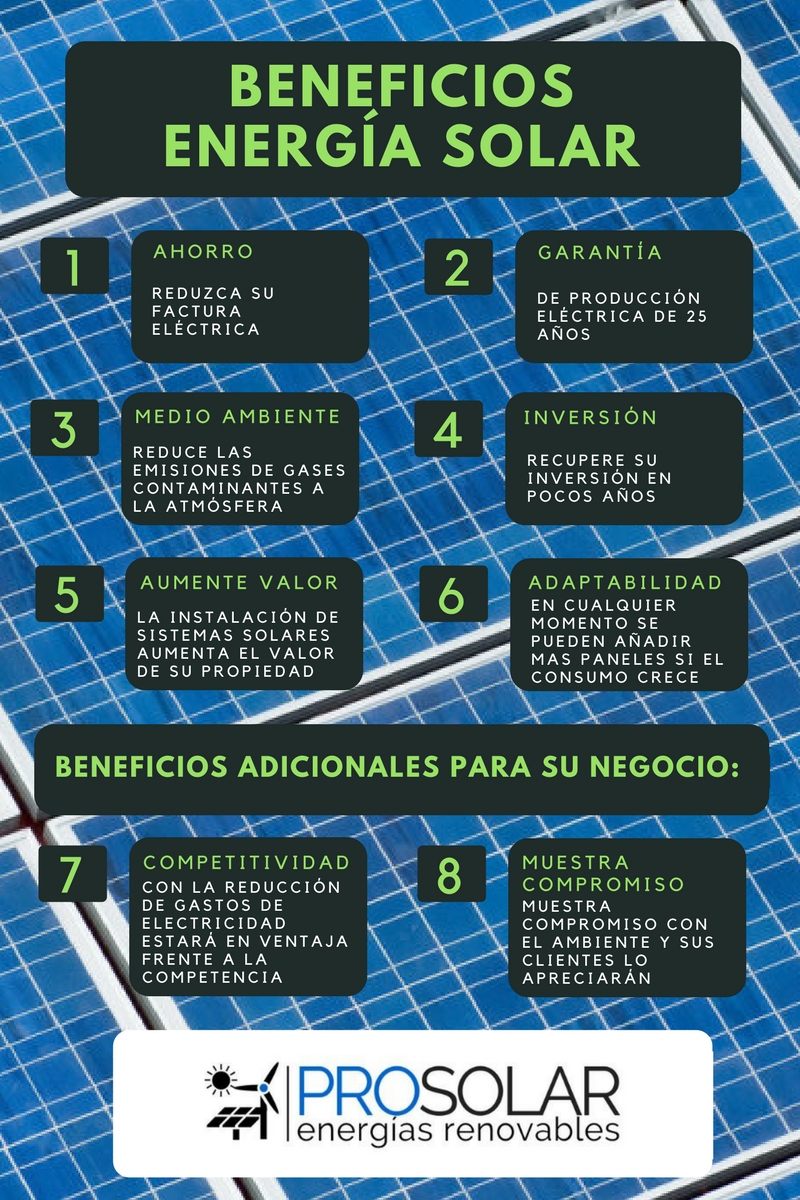 BENEFICIOS
ENERGÍA SOLAR
1
AHORRO
REDUZCA SU
FACTURA
ELÉCTRICA
2
GARANTÍA
DE PRODUCCIÓN
ELÉCTRICA DE 25
AÑOS
3
MEDIO AMBIENTE
REDUCE LAS
EMISIONES DE GASES
CONTAMINANTES A
LA ATMÓSFERA
4
INVERSIÓN
RECUPERE SU
INVERSIÓN EN
POCOS AÑOS
5
AUMENTE VALOR
LA INSTALACIÓN DE
SISTEMAS SOLARES
AUMENTA EL VALOR
DE SU PROPIEDAD
6
ADAPTABILIDAD
EN CUALQUIER
MOMENTO SE
PUEDEN AÑADIR
MAS PANELES SI EL
CONSUMO CRECE
BENEFICIOS ADICIONALES PARA SU NEGOCIO:
7
COMPETITIVIDAD
CON LA REDUCCIÓN
DE GASTOS DE
ELECTRICIDAD
ESTARÁ EN VENTAJA
FRENTE A LA
COMPETENCIA
8
MUESTRA
COMPROMISO
MUESTRA
COMPROMISO CON
EL AMBIENTE Y SUS
CLIENTES LO
APRECIARÁN
PROSOLAR
energías renovables